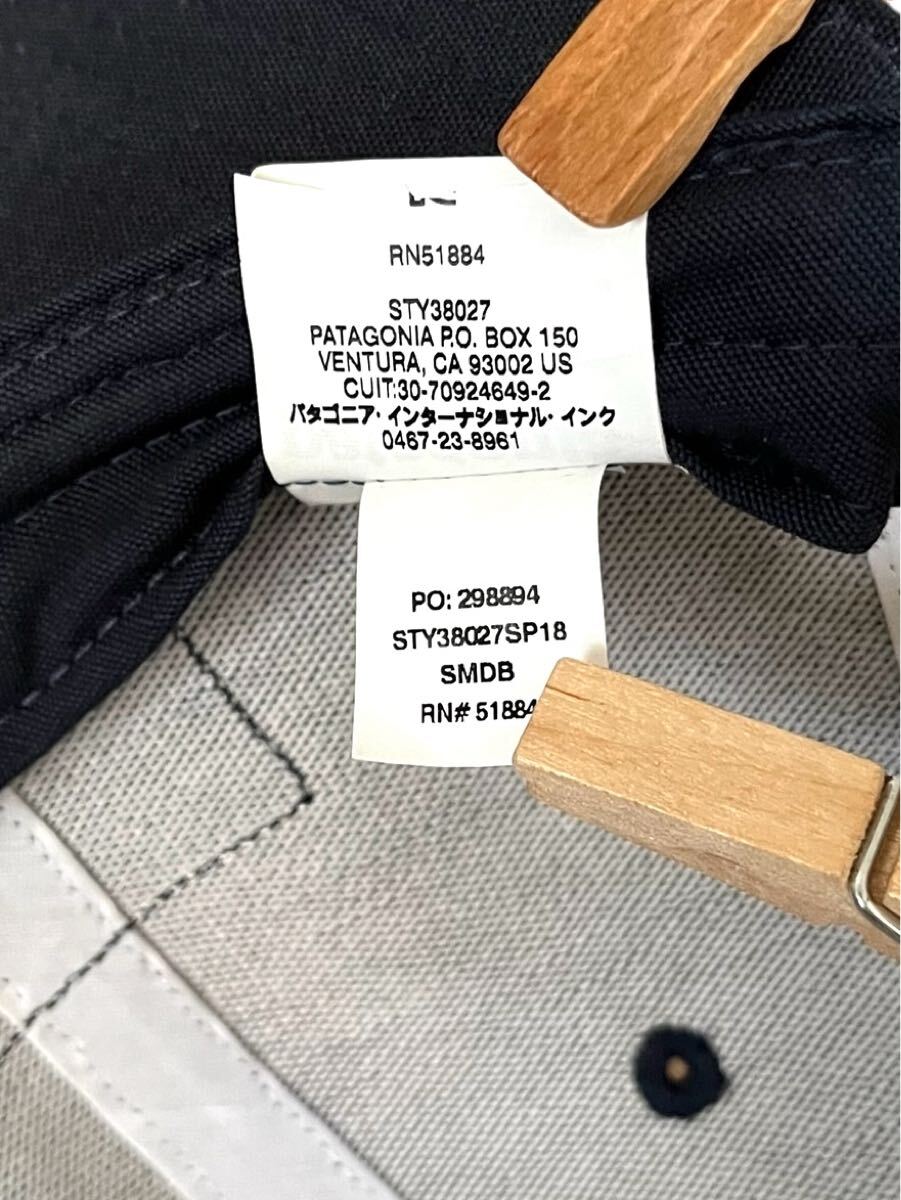 RN51884
STY38027
PATAGONIA P.O. BOX 150
VENTURA, CA 93002 US
CUIT:30-70924649-2
パタゴニア・インターナショナル・インク
0467-23-8961
PO: 298894
STY38027SP18
SMDB
RN# 51884